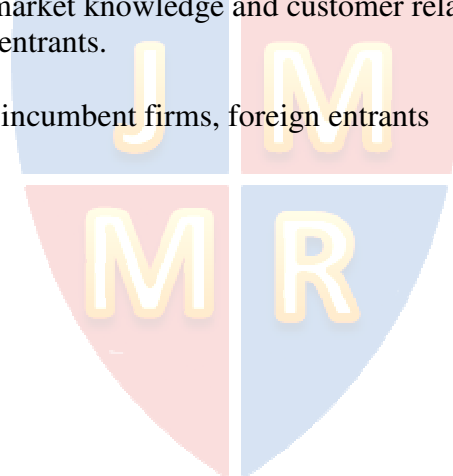 market knowledge and customer rela
entrants.
incumbent firms, foreign entrants
J M
M R